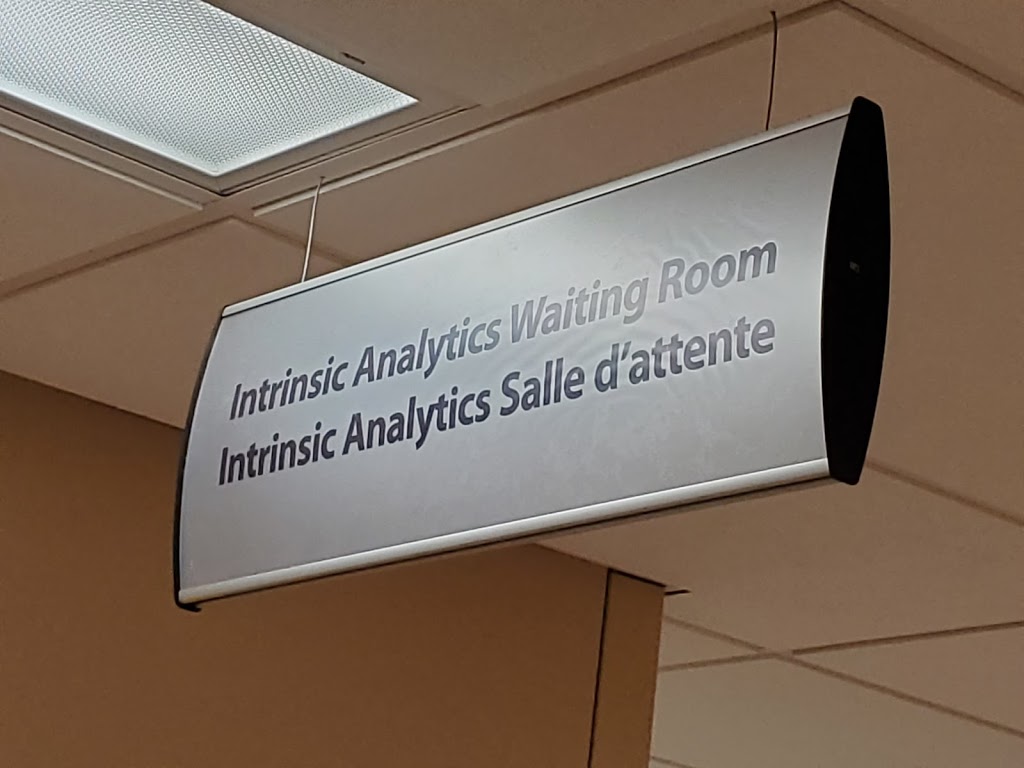 Intrinsic Analytics Waiting Room
Intrinsic Analytics Salle d'attente